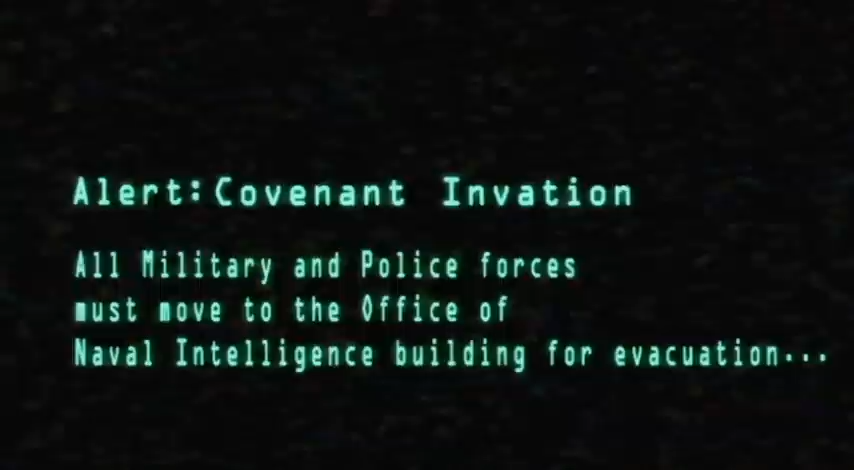 Alert:Covenant Invation
All Military and Police forces
must move to the Office of
Naval Intelligence building for evacuation...